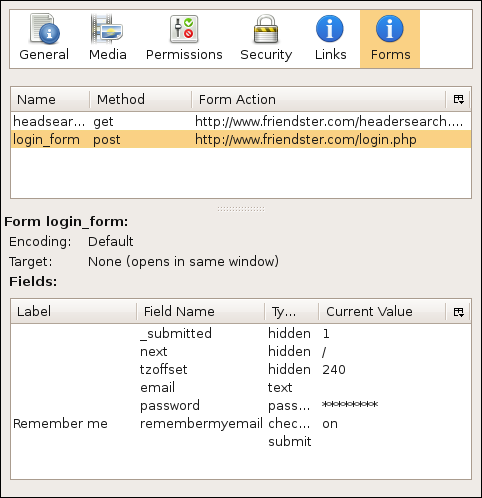 General Media Permissions Security Links Forms
Name Method Form Action
headsear... get http://www.friendster.com/headersearch....
login_form post http://www.friendster.com/login.php
Form login_form:
Encoding: Default
Target: None (opens in same window)
Fields:
Label Field Name Ty... Current Value
_submitted hidden 1
next hidden /
tzoffset hidden 240
email text
password pass... ********
Remember me remembermyemail chec... on
submit